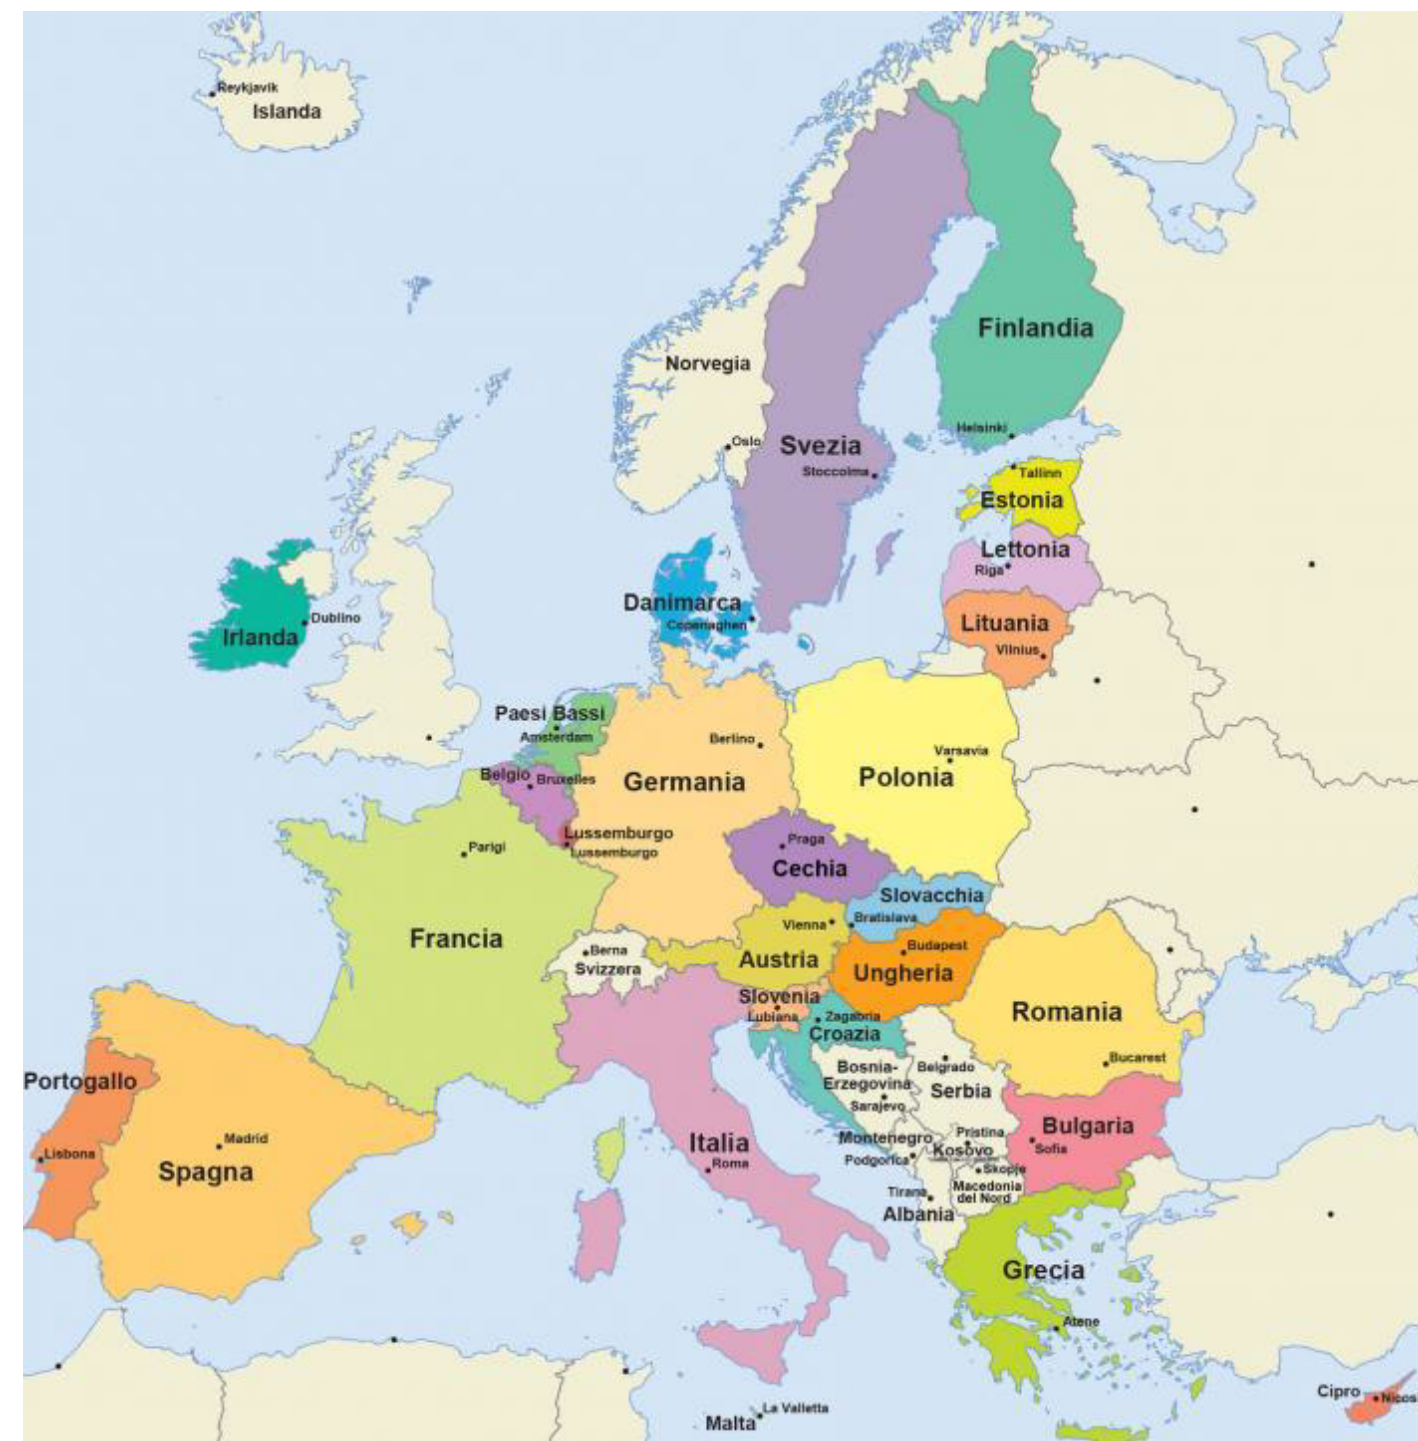 Reykjavik
Islanda
Finlandia
Norvegia
Helsinki
Oslo
Svezia
Stoccolma
Tallinn
Estonia
Lettonia
Riga
Danimarca
Copenaghen
Dublino
Irlanda
Lituania
Vilnius
Paesi Bassi
Amsterdam
Berlino
Varsavia
Belgio
Bruxelles
Germania
Polonia
Lussemburgo
Lussemburgo
Parigi
Praga
Cechia
Slovacchia
Bratislava
Vienna
Francia
Berna
Svizzera
Austria
Budapest
Ungheria
Slovenia
Lubiana
Zagabria
Croazia
Romania
Bucarest
Bosnia-
Erzegovina
Sarajevo
Belgrado
Serbia
Portogallo
Lisbona
Madrid
Spagna
Italia
Roma
Montenegro
Podgorica
Pristina
Kosovo
Bulgaria
Sofia
Skopje
Macedonia
del Nord
Tirana
Albania
Grecia
Atene
La Valletta
Malta
Cipro
Nicos